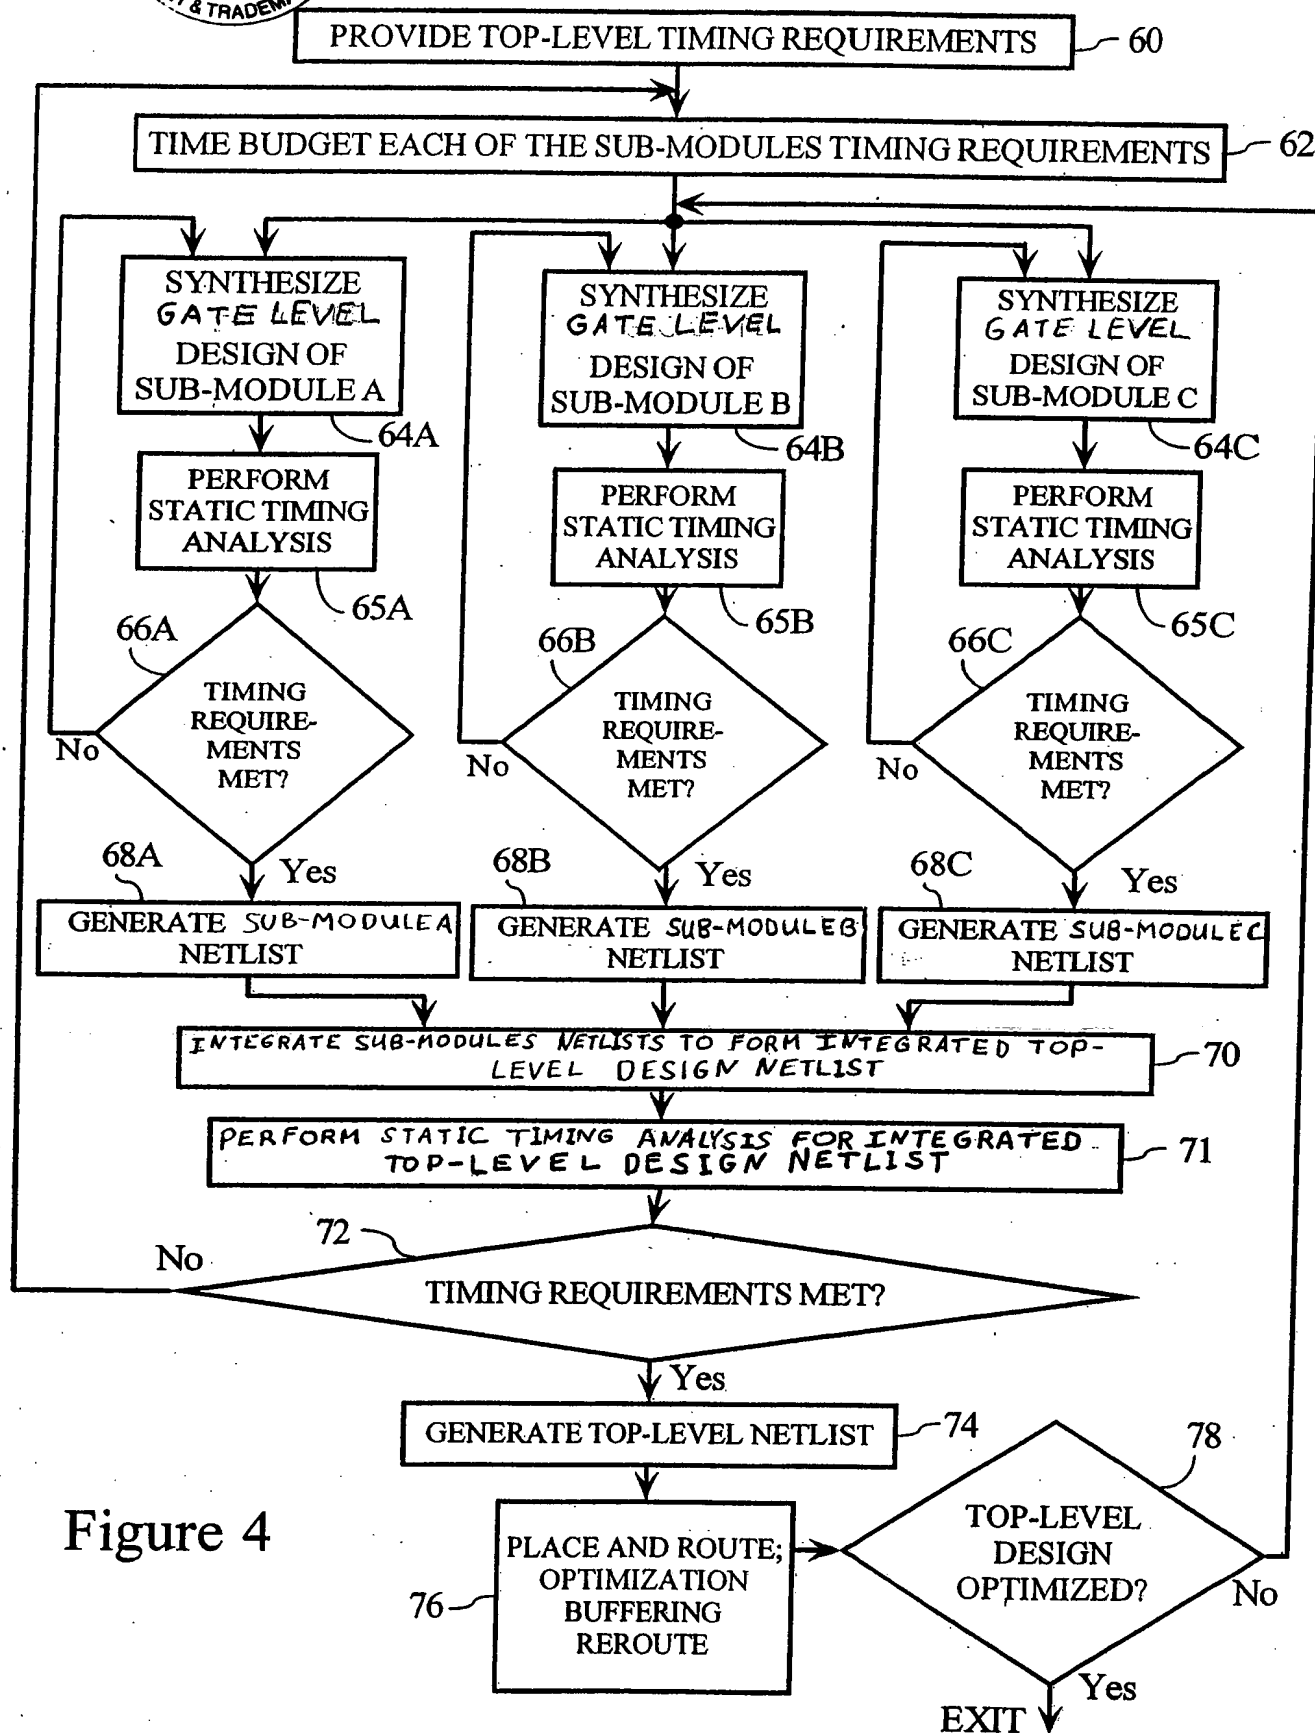 & TRADEM
PROVIDE TOP-LEVEL TIMING REQUIREMENTS
60
TIME BUDGET EACH OF THE SUB-MODULES TIMING REQUIREMENTS
62
SYNTHESIZE
GATE LEVEL
DESIGN OF
SUB-MODULE A
64A
SYNTHESIZE
GATE LEVEL
DESIGN OF
SUB-MODULE B
64B
SYNTHESIZE
GATE LEVEL
DESIGN OF
SUB-MODULE C
64C
PERFORM
STATIC TIMING
ANALYSIS
65A
PERFORM
STATIC TIMING
ANALYSIS
65B
PERFORM
STATIC TIMING
ANALYSIS
65C
66A
TIMING
REQUIRE-
MENTS
MET?
No
Yes
66B
TIMING
REQUIRE-
MENTS
MET?
No
Yes
66C
TIMING
REQUIRE-
MENTS
MET?
No
Yes
68A
GENERATE SUB-MODULE A
NETLIST
68B
GENERATE SUB-MODULE B
NETLIST
68C
GENERATE SUB-MODULE C
NETLIST
INTEGRATE SUB-MODULES NETLISTS TO FORM INTEGRATED TOP-
LEVEL DESIGN NETLIST
70
PERFORM STATIC TIMING ANALYSIS FOR INTEGRATED
TOP-LEVEL DESIGN NETLIST
71
72
No
TIMING REQUIREMENTS MET?
Yes
GENERATE TOP-LEVEL NETLIST
74
78
Figure 4
PLACE AND ROUTE;
OPTIMIZATION
BUFFERING
REROUTE
76
TOP-LEVEL
DESIGN
OPTIMIZED?
No
Yes
EXIT